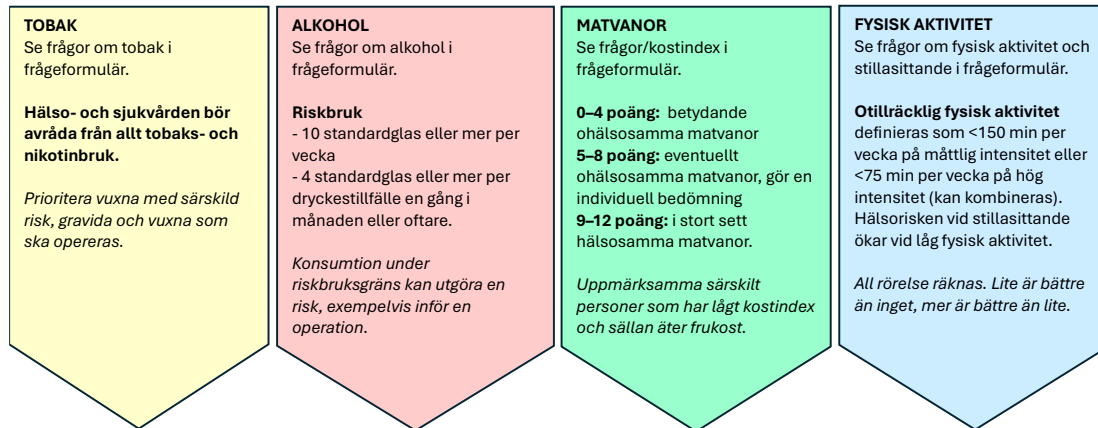 TOBAK
Se frågor om tobak i
frågeformulär.
Hälso- och sjukvården bör
avråda från allt tobaks- och
nikotinbruk.
Prioritera vuxna med särskild
risk, gravida och vuxna som
ska opereras.
ALKOHOL
Se frågor om alkohol i
frågeformulär.
Riskbruk
- 10 standardglas eller mer per
vecka
- 4 standardglas eller mer per
dryckestillfälle en gång i
månaden eller oftare.
Konsumtion under
riskbruksgräns kan utgöra en
risk, exempelvis inför en
operation.
MATVANOR
Se frågor/kostindex i
frågeformulär.
0–4 poäng: betydande
ohälsosamma matvanor
5–8 poäng: eventuellt
ohälsosamma matvanor, gör en
individuell bedömning
9–12 poäng: i stort sett
hälsosamma matvanor.
Uppmärksamma särskilt
personer som har lågt kostindex
och sällan äter frukost.
FYSISK AKTIVITET
Se frågor om fysisk aktivitet och
stillasittande i frågeformulär.
Otillräcklig fysisk aktivitet
definieras som <150 min per
vecka på måttlig intensitet eller
<75 min per vecka på hög
intensitet (kan kombineras).
Hälsorisken vid stillasittande
ökar vid låg fysisk aktivitet.
All rörelse räknas. Lite är bättre
än inget, mer är bättre än lite.